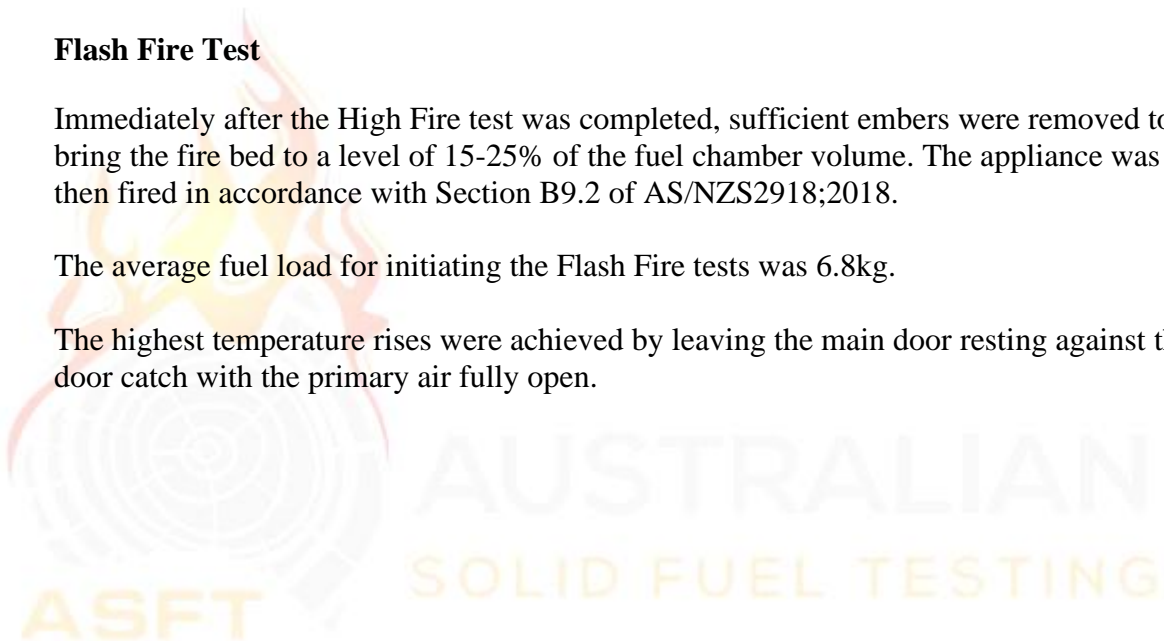 Flash Fire Test
Immediately after the High Fire test was completed, sufficient embers were removed to
bring the fire bed to a level of 15-25% of the fuel chamber volume. The appliance was
then fired in accordance with Section B9.2 of AS/NZS2918;2018.
The average fuel load for initiating the Flash Fire tests was 6.8kg.
The highest temperature rises were achieved by leaving the main door resting against
door catch with the primary air fully open.
AUSTRALIAN
SOLID FUEL TESTING
ASFT